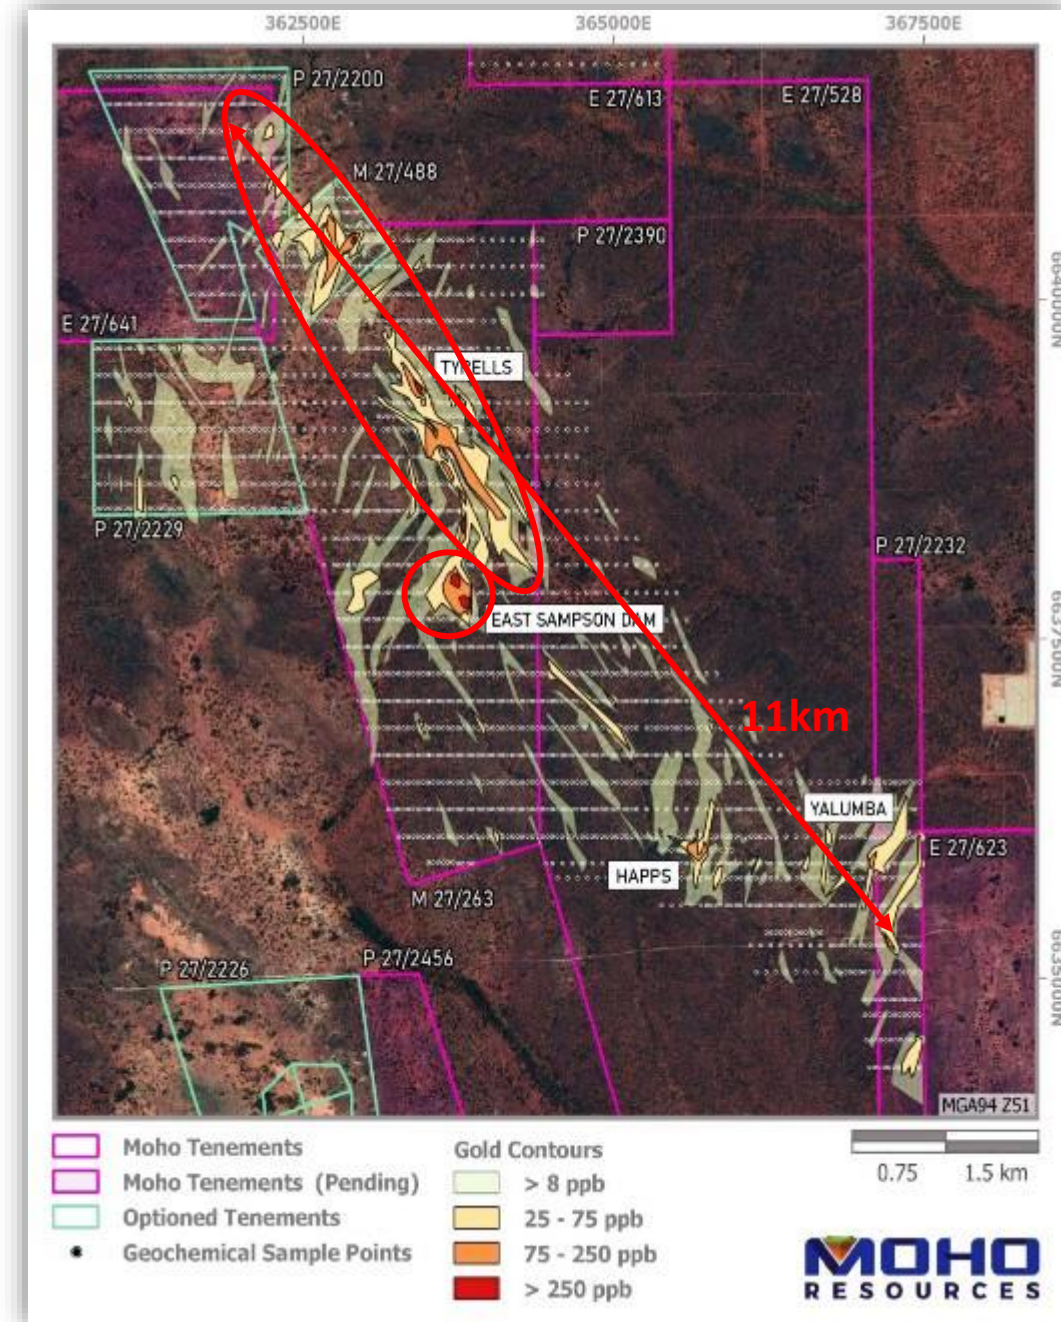 362500E
365000E
367500E
P 27/2200
E 27/613
E 27/528
M 27/488
P 27/2390
6640000N
E 27/641
TYRELLS
P 27/2229
P 27/2232
EAST SAMPSON DAM
6637500N
11km
YALUMBA
E 27/623
HAPPS
M 27/263
P 27/2226
P 27/2456
6635000N
MGA94 Z51
Moho Tenements
Moho Tenements (Pending)
Optioned Tenements
Geochemical Sample Points
Gold Contours
> 8 ppb
25 - 75 ppb
75 - 250 ppb
> 250 ppb
0.75 1.5 km
MOHO
RESOURCES